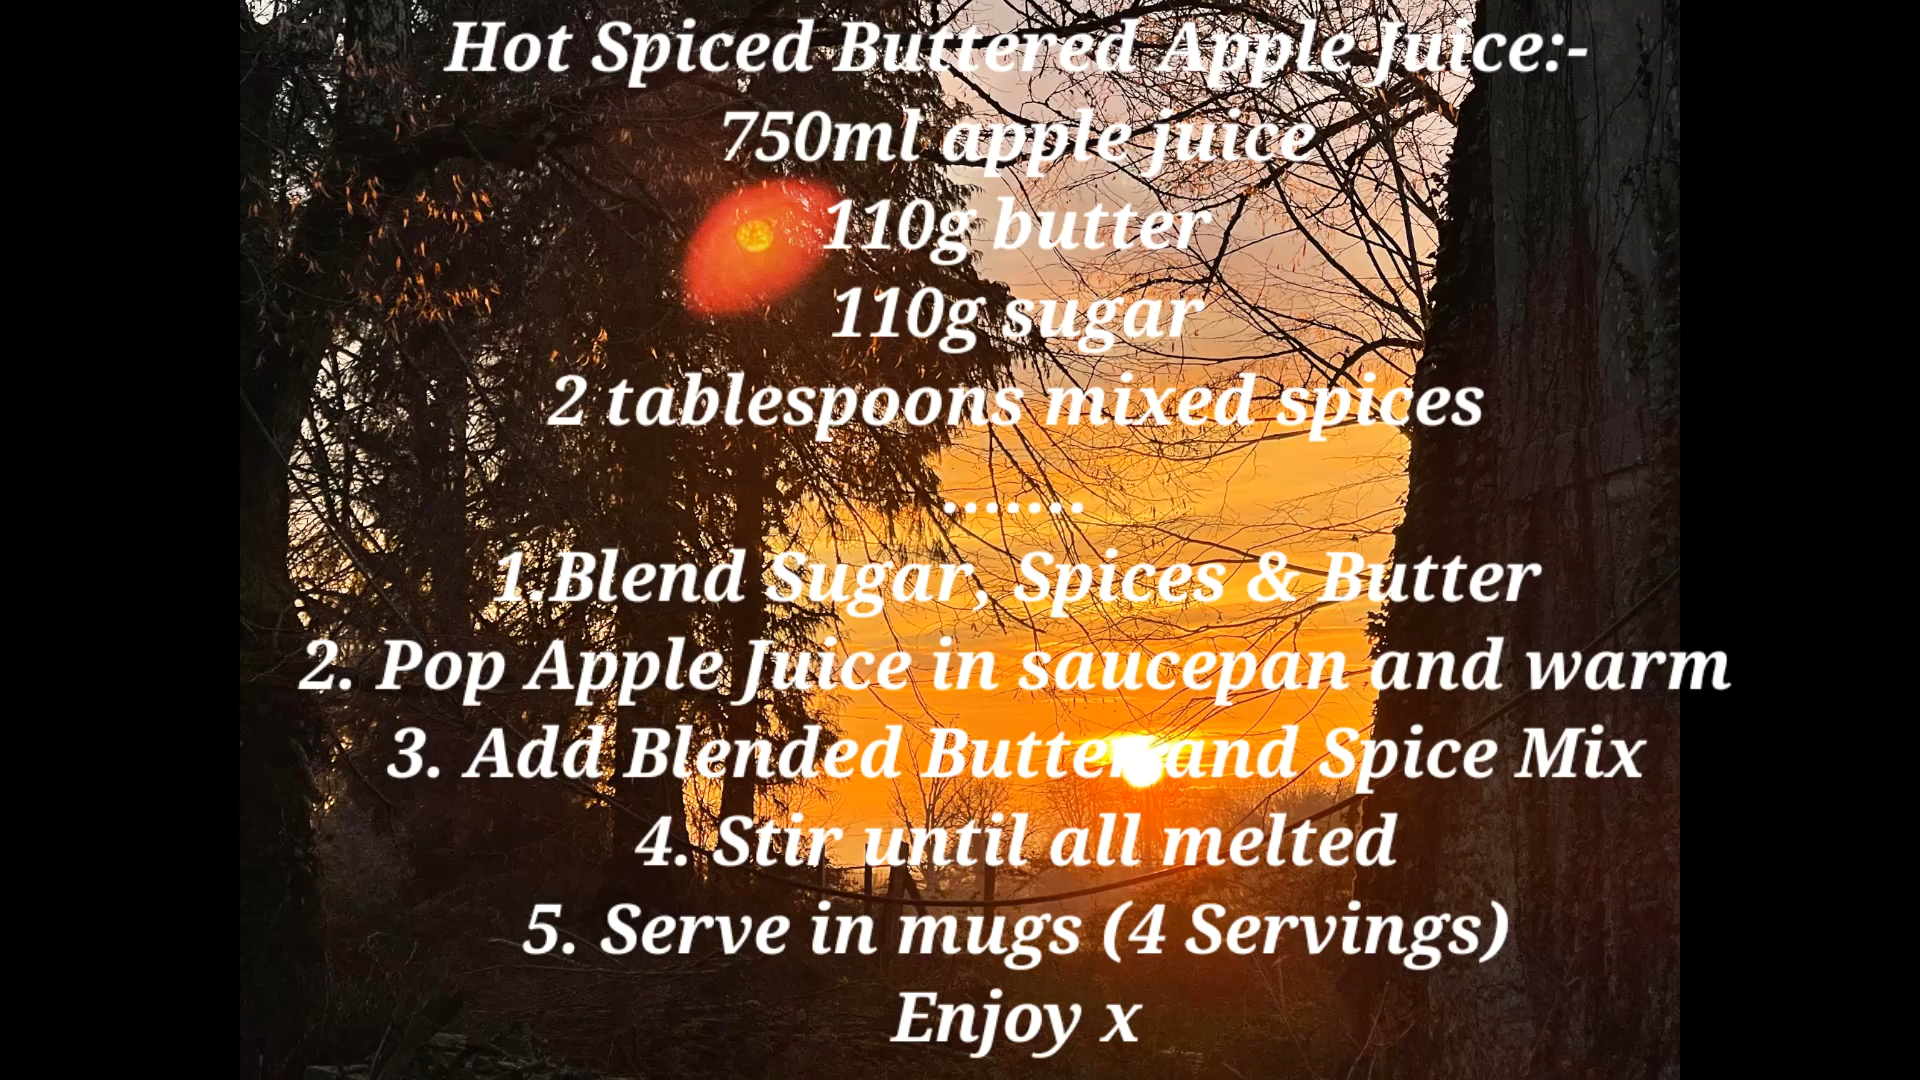 Hot Spiced Buttered Apple Juice:-
750ml apple juice
110g butter
110g sugar
2 tablespoons mixed spices
.......
1.Blend Sugar, Spices & Butter
2. Pop Apple Juice in saucepan and warm
3. Add Blended Butter and Spice Mix
4. Stir until all melted
5. Serve in mugs (4 Servings)
Enjoy x